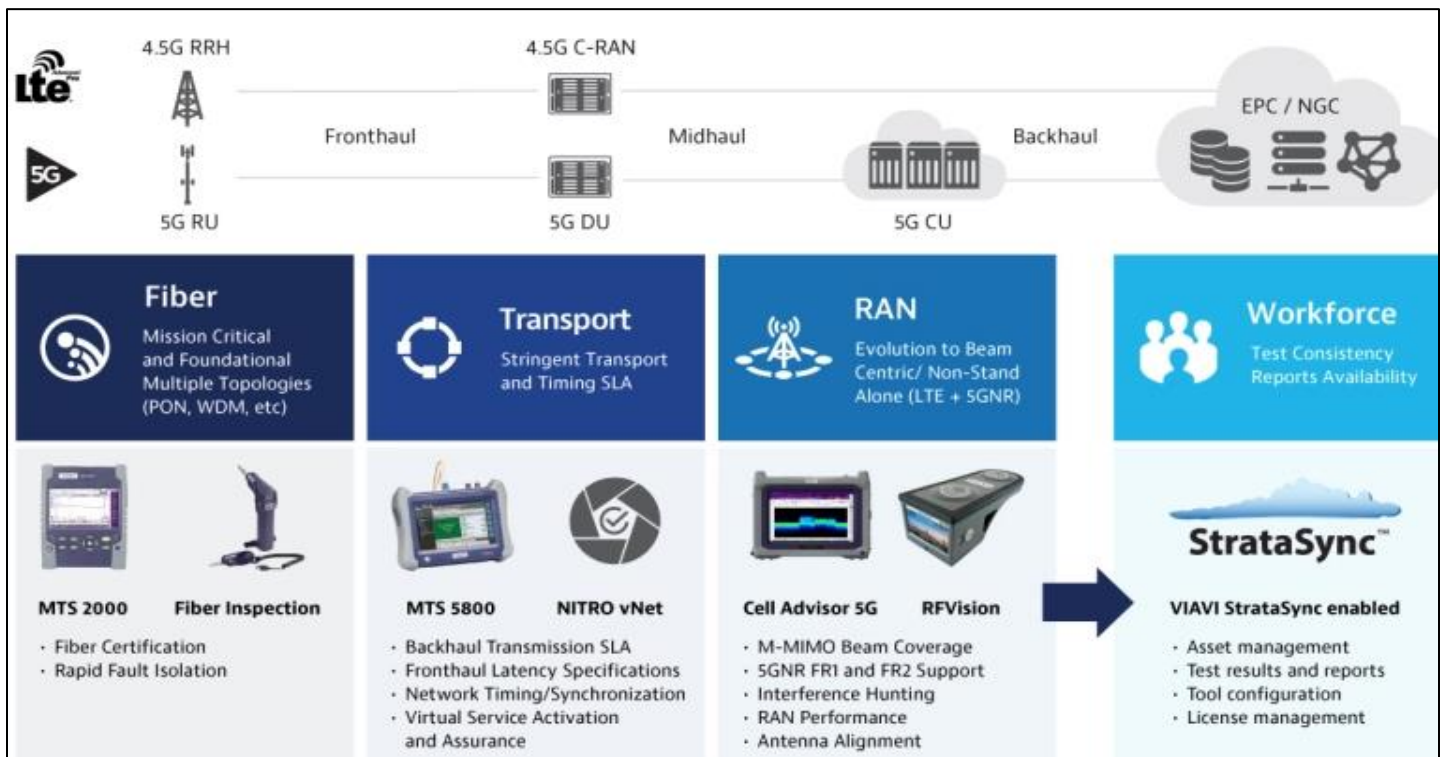 4.5G RRH
4.5G C-RAN
Lte
Advanced
Pro
EPC / NGC
Fronthaul
Midhaul
Backhaul
5G
5G RU
5G DU
5G CU
Fiber
Mission Critical
and Foundational
Multiple Topologies
(PON, WDM, etc)
Transport
Stringent Transport
and Timing SLA
RAN
Evolution to Beam
Centric/ Non-Stand
Alone (LTE + 5GNR)
Workforce
Test Consistency
Reports Availability
MTS 2000
Fiber Inspection
· Fiber Certification
· Rapid Fault Isolation
MTS 5800
NITRO vNet
· Backhaul Transmission SLA
· Fronthaul Latency Specifications
· Network Timing/Synchronization
· Virtual Service Activation
and Assurance
Cell Advisor 5G
RFVision
· M-MIMO Beam Coverage
· 5GNR FR1 and FR2 Support
· Interference Hunting
· RAN Performance
· Antenna Alignment
StrataSync™
VIAVI StrataSync enabled
· Asset management
· Test results and reports
· Tool configuration
· License management